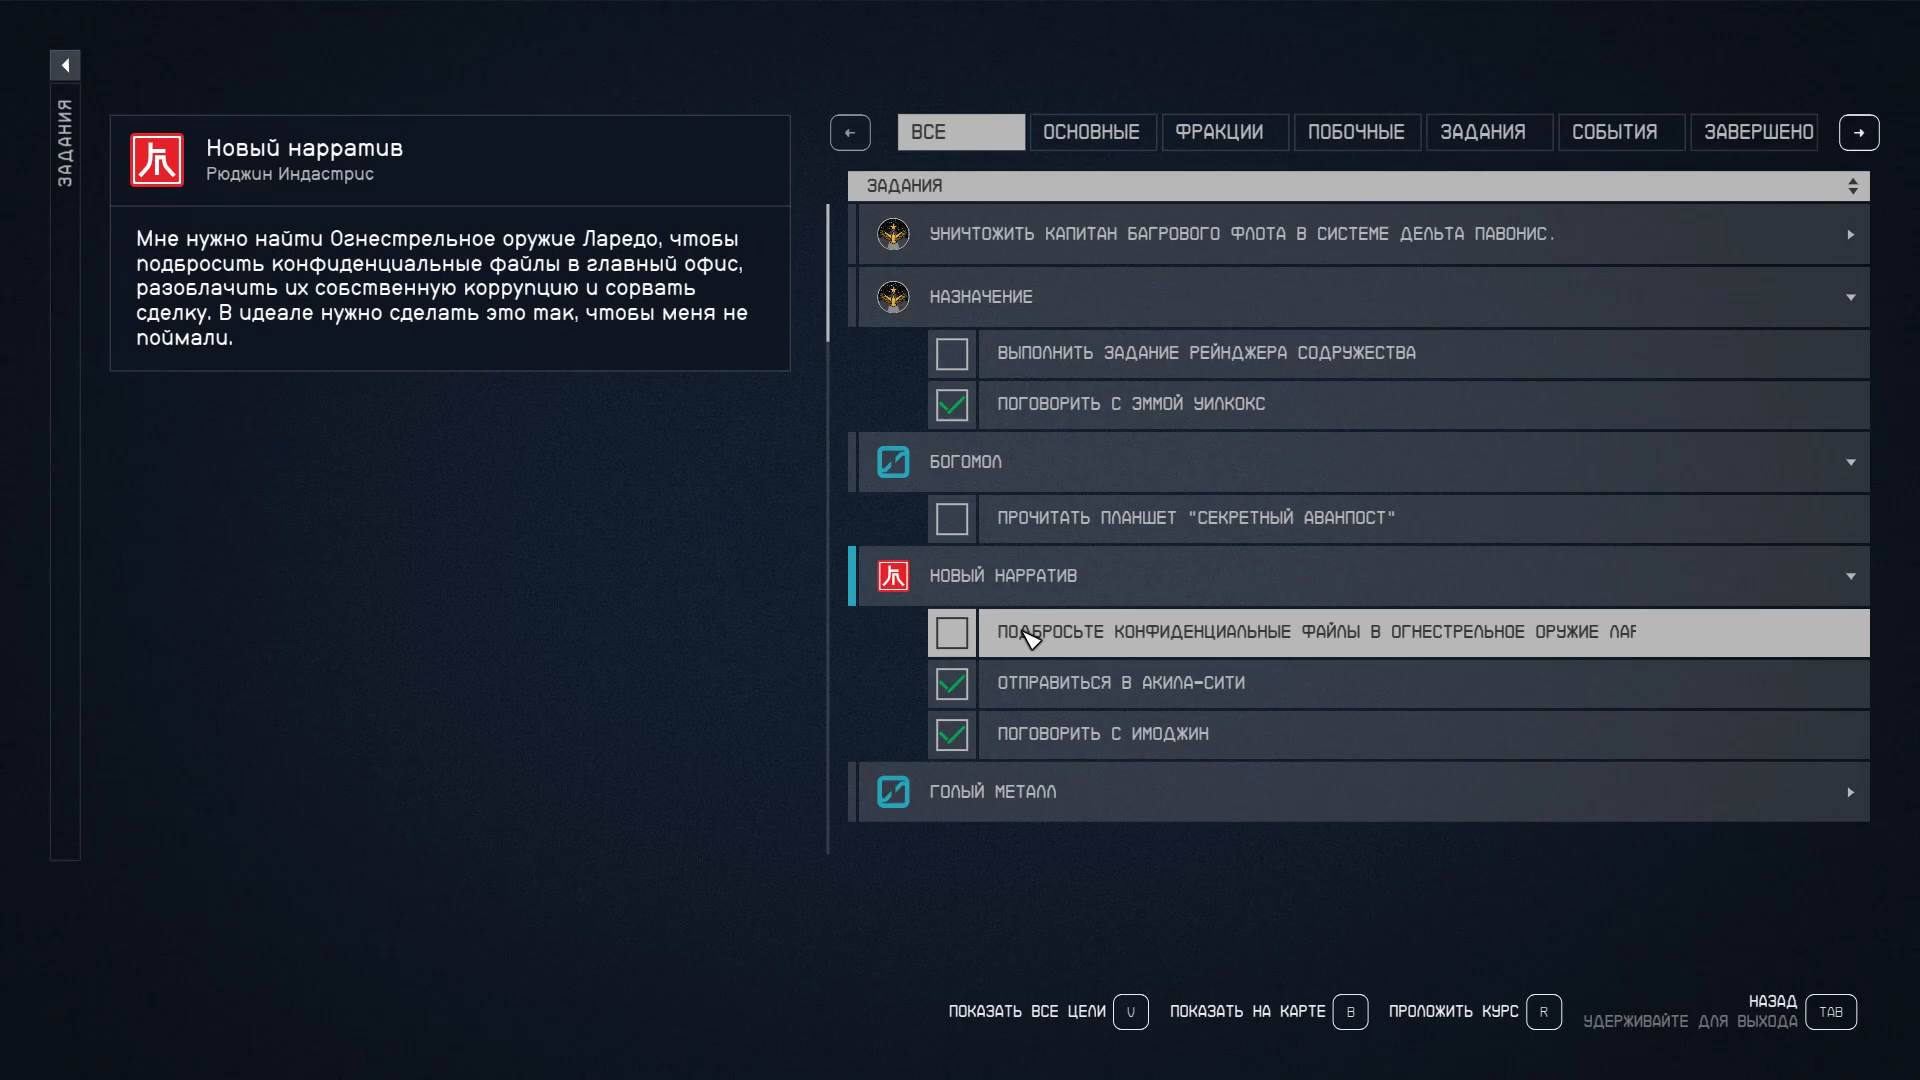 ЗАДАНИЯ
Новый нарратив
Рюджин Индастрис
Мне нужно найти Огнестрельное оружие Ларедо, чтобы
подбросить конфиденциальные файлы в главный офис,
разоблачить их собственную коррупцию и сорвать
сделку. В идеале нужно сделать это так, чтобы меня не
поймали.
ВСЕ
ОСНОВНЫЕ
ФРАКЦИИ
ПОБОЧНЫЕ
ЗАДАНИЯ
СОБЫТИЯ
ЗАВЕРШЕНО
ЗАДАНИЯ
УНИЧТОЖИТЬ КАПИТАН БАГРОВОГО ФЛОТА В СИСТЕМЕ ДЕЛЬТА ПАВОНИС.
НАЗНАЧЕНИЕ
ВЫПОЛНИТЬ ЗАДАНИЕ РЕЙНДЖЕРА СОДРУЖЕСТВА
ПОГОВОРИТЬ С ЭММОЙ УИЛКОКС
БОГОМОЛ
ПРОЧИТАТЬ ПЛАНШЕТ "СЕКРЕТНЫЙ АВАНПОСТ"
НОВЫЙ НАРРАТИВ
ПОДБРОСЬТЕ КОНФИДЕНЦИАЛЬНЫЕ ФАЙЛЫ В ОГНЕСТРЕЛЬНОЕ ОРУЖИЕ ЛАР
ОТПРАВИТЬСЯ В АКИЛА-СИТИ
ПОГОВОРИТЬ С ИМОДЖИН
ГОЛЫЙ МЕТАЛЛ
ПОКАЗАТЬ ВСЕ ЦЕЛИ V
ПОКАЗАТЬ НА КАРТЕ B
ПРОЛОЖИТЬ КУРС R
НАЗАД
УДЕРЖИВАЙТЕ ДЛЯ ВЫХОДА
TAB